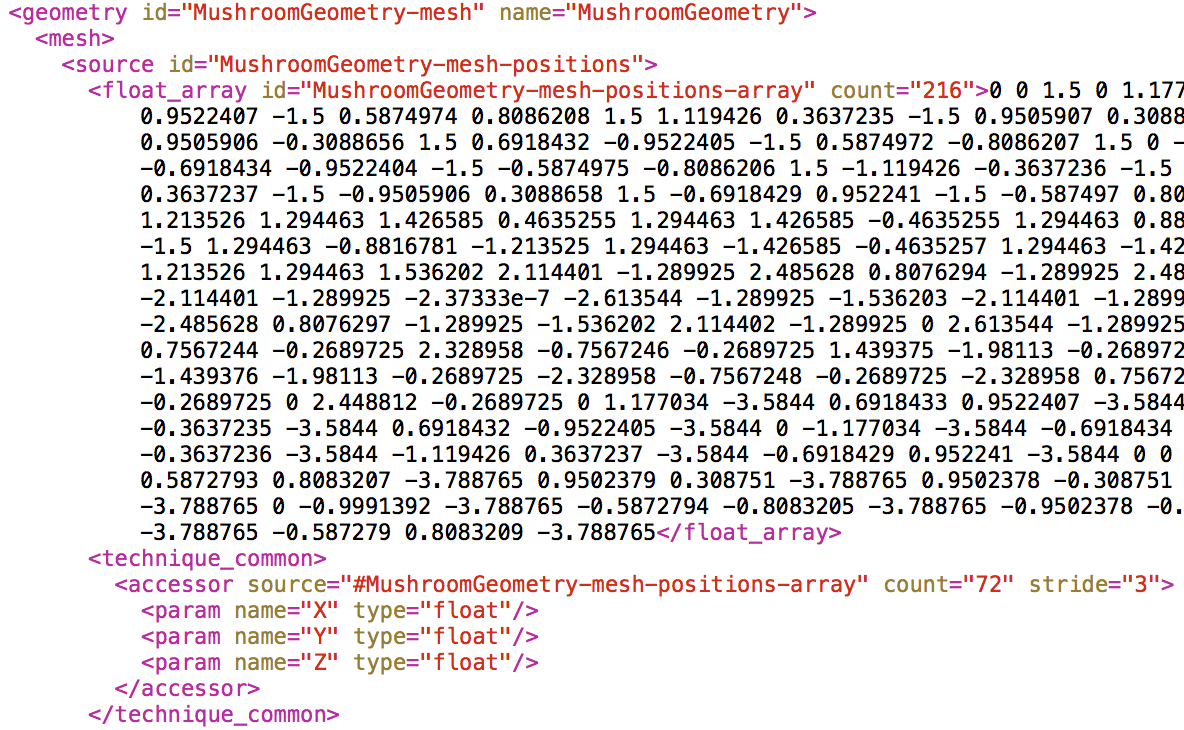 <geometry id="MushroomGeometry-mesh" name="MushroomGeometry">
<mesh>
<source id="MushroomGeometry-mesh-positions">
<float_array id="MushroomGeometry-mesh-positions-array" count="216">0 0 1.5 0 1.177
0.9522407 -1.5 0.5874974 0.8086208 1.5 1.119426 0.3637235 -1.5 0.9505907 0.3088
0.9505906 -0.3088656 1.5 0.6918432 -0.9522405 -1.5 0.5874972 -0.8086207 1.5 0 -
-0.6918434 -0.9522404 -1.5 -0.5874975 -0.8086206 1.5 -1.119426 -0.3637236 -1.5
0.3637237 -1.5 -0.9505906 0.3088658 1.5 -0.6918429 0.952241 -1.5 -0.587497 0.80
1.213526 1.294463 1.426585 0.4635255 1.294463 1.426585 -0.4635255 1.294463 0.88
-1.5 1.294463 -0.8816781 -1.213525 1.294463 -1.426585 -0.4635257 1.294463 -1.42
1.213526 1.294463 1.536202 2.114401 -1.289925 2.485628 0.8076294 -1.289925 2.48
-2.114401 -1.289925 -2.37333e-7 -2.613544 -1.289925 -1.536203 -2.114401 -1.2899
-2.485628 0.8076297 -1.289925 -1.536202 2.114402 -1.289925 0 2.613544 -1.289925
0.7567244 -0.2689725 2.328958 -0.7567246 -0.2689725 1.439375 -1.98113 -0.268972
-1.439376 -1.98113 -0.2689725 -2.328958 -0.7567248 -0.2689725 -2.328958 0.75672
-0.2689725 0 2.448812 -0.2689725 0 1.177034 -3.5844 0.6918433 0.9522407 -3.5844
-0.3637235 -3.5844 0.6918432 -0.9522405 -3.5844 0 -1.177034 -3.5844 -0.6918434
-0.3637236 -3.5844 -1.119426 0.3637237 -3.5844 -0.6918429 0.952241 -3.5844 0 0
0.5872793 0.8083207 -3.788765 0.9502379 0.308751 -3.788765 0.9502378 -0.308751
-3.788765 0 -0.9991392 -3.788765 -0.5872794 -0.8083205 -3.788765 -0.9502378 -0.
-3.788765 -0.587279 0.8083209 -3.788765</float_array>
<technique_common>
<accessor source="#MushroomGeometry-mesh-positions-array" count="72" stride="3">
<param name="X" type="float"/>
<param name="Y" type="float"/>
<param name="Z" type="float"/>
</accessor>
</technique_common>